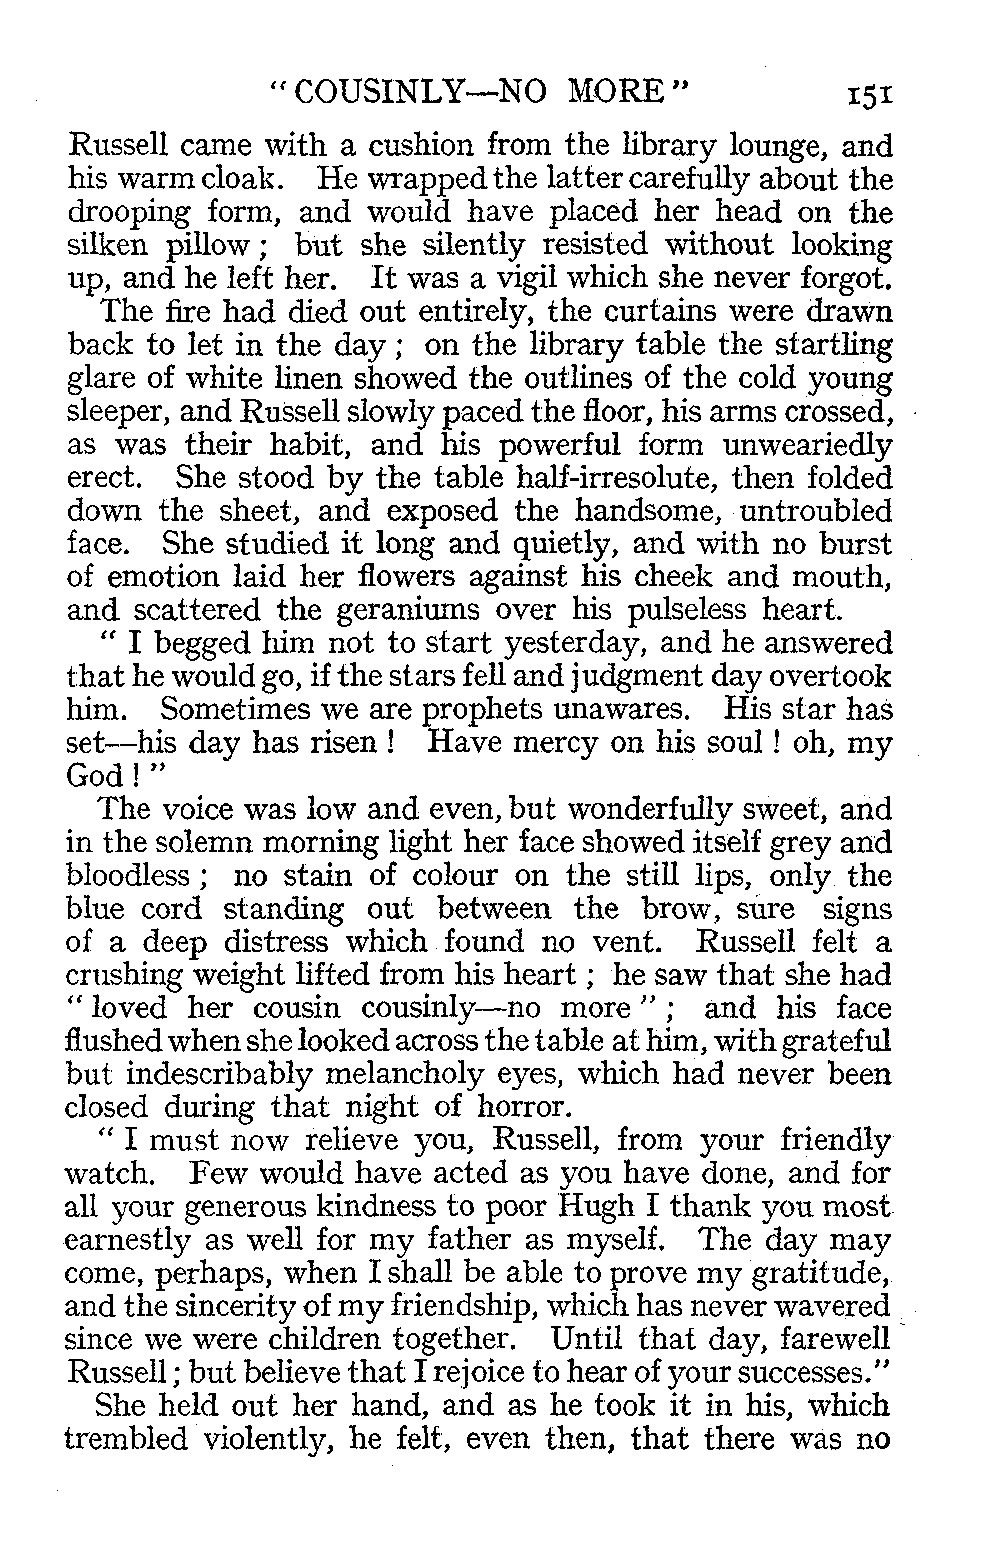 "COUSINLY—NO MORE" 151
Russell came with a cushion from the library lounge, and
his warm cloak. He wrapped the latter carefully about the
drooping form, and would have placed her head on the
silken pillow; but she silently resisted without looking
up, and he left her. It was a vigil which she never forgot.
The fire had died out entirely, the curtains were drawn
back to let in the day; on the library table the startling
glare of white linen showed the outlines of the cold young
sleeper, and Russell slowly paced the floor, his arms crossed,
as was their habit, and his powerful form unweariedly
erect. She stood by the table half-irresolute, then folded
down the sheet, and exposed the handsome, untroubled
face. She studied it long and quietly, and with no burst
of emotion laid her flowers against his cheek and mouth,
and scattered the geraniums over his pulseless heart.
"I begged him not to start yesterday, and he answered
that he would go, if the stars fell and judgment day overtook
him. Sometimes we are prophets unawares. His star has
set—his day has risen! Have mercy on his soul! oh, my
God!"
The voice was low and even, but wonderfully sweet, and
in the solemn morning light her face showed itself grey and
bloodless; no stain of colour on the still lips, only the
blue cord standing out between the brow, sure signs
of a deep distress which found no vent. Russell felt a
crushing weight lifted from his heart; he saw that she had
"loved her cousin cousinly—no more"; and his face
flushed when she looked across the table at him, with grateful
but indescribably melancholy eyes, which had never been
closed during that night of horror.
"I must now relieve you, Russell, from your friendly
watch. Few would have acted as you have done, and for
all your generous kindness to poor Hugh I thank you most
earnestly as well for my father as myself. The day may
come, perhaps, when I shall be able to prove my gratitude,
and the sincerity of my friendship, which has never wavered
since we were children together. Until that day, farewell
Russell; but believe that I rejoice to hear of your successes."
She held out her hand, and as he took it in his, which
trembled violently, he felt, even then, that there was no